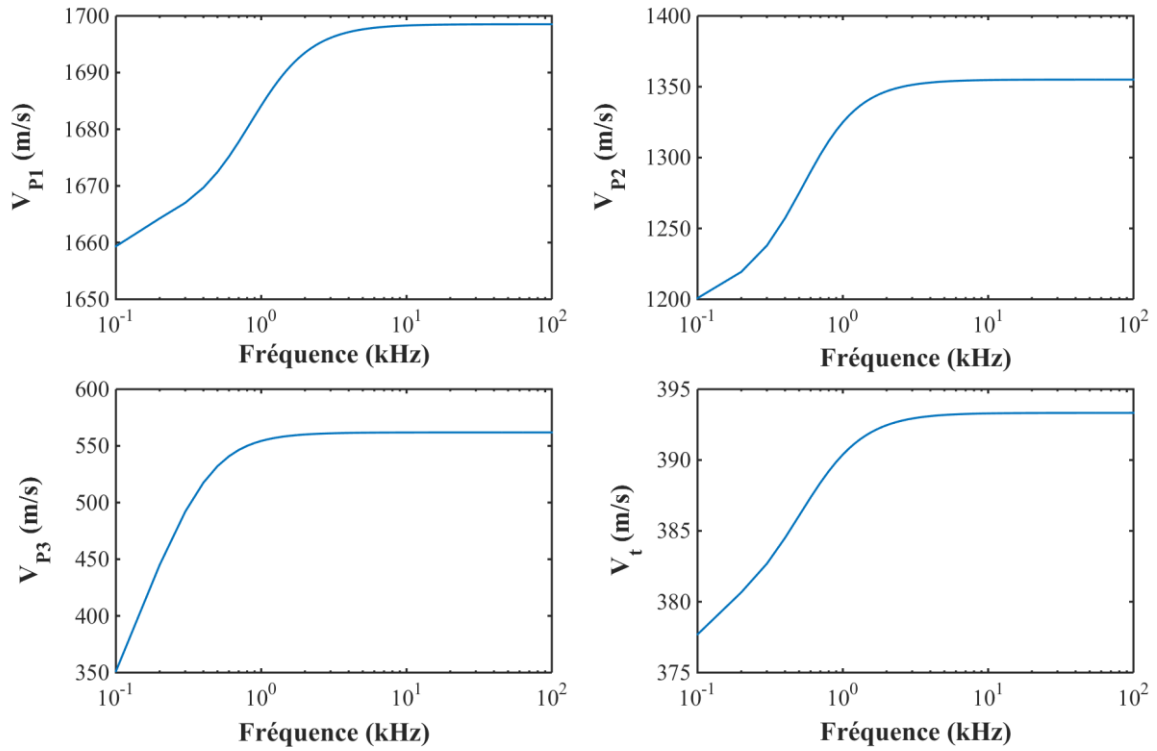 1700
1690
1680
1670
1660
1650
V_P1 (m/s)
10^-1 10^0 10^1 10^2
Fréquence (kHz)
1400
1350
1300
1250
1200
V_P2 (m/s)
10^-1 10^0 10^1 10^2
Fréquence (kHz)
600
550
500
450
400
350
V_P3 (m/s)
10^-1 10^0 10^1 10^2
Fréquence (kHz)
395
390
385
380
375
V_t (m/s)
10^-1 10^0 10^1 10^2
Fréquence (kHz)